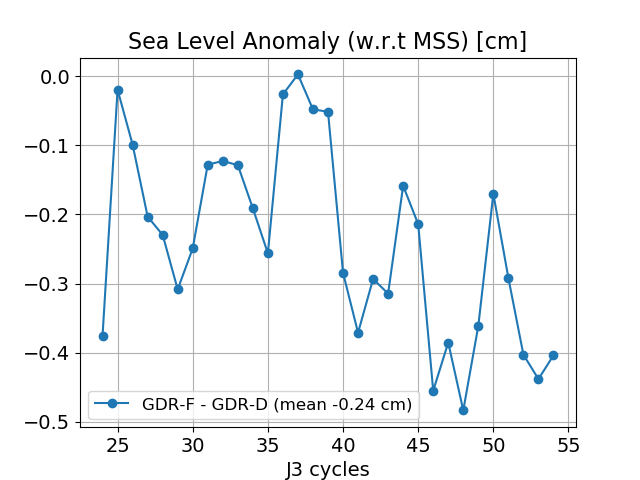 Sea Level Anomaly (w.r.t MSS) [cm]
0.0
−0.1
−0.2
−0.3
−0.4
−0.5
GDR-F - GDR-D (mean -0.24 cm)
25 30 35 40 45 50 55
J3 cycles